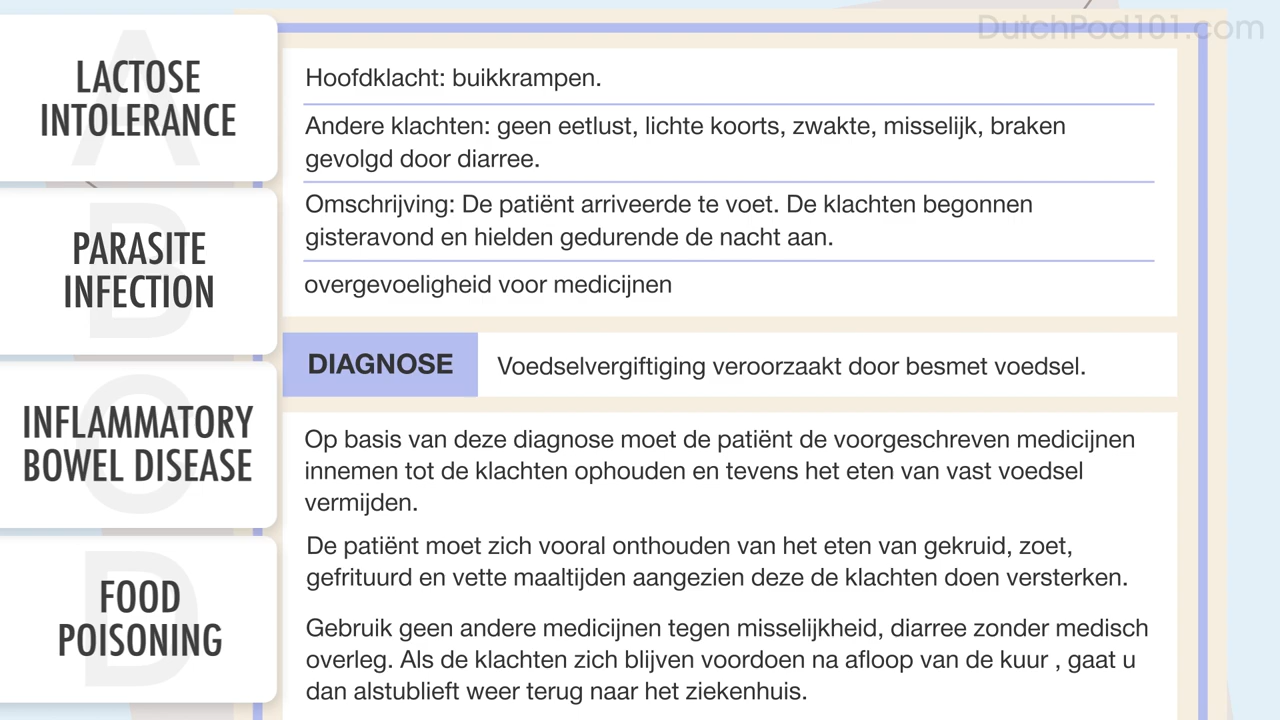 DutchPod101.com
LACTOSE
INTOLERANCE
A
PARASITE
INFECTION
B
INFLAMMATORY
BOWEL DISEASE
C
FOOD
POISONING
D
Hoofdklacht: buikkrampen.
Andere klachten: geen eetlust, lichte koorts, zwakte, misselijk, braken
gevolgd door diarree.
Omschrijving: De patiënt arriveerde te voet. De klachten begonnen
gisteravond en hielden gedurende de nacht aan.
overgevoeligheid voor medicijnen
DIAGNOSE
Voedselvergiftiging veroorzaakt door besmet voedsel.
Op basis van deze diagnose moet de patiënt de voorgeschreven medicijnen
innemen tot de klachten ophouden en tevens het eten van vast voedsel
vermijden.
De patiënt moet zich vooral onthouden van het eten van gekruid, zoet,
gefrituurd en vette maaltijden aangezien deze de klachten doen versterken.
Gebruik geen andere medicijnen tegen misselijkheid, diarree zonder medisch
overleg. Als de klachten zich blijven voordoen na afloop van de kuur , gaat u
dan alstublieft weer terug naar het ziekenhuis.